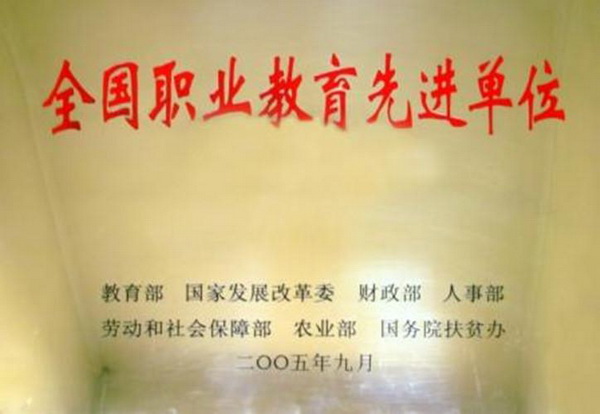 全国职业教育先进单位
教育部 国家发展改革委 财政部 人事部
劳动和社会保障部 农业部 国务院扶贫办
二〇〇五年九月